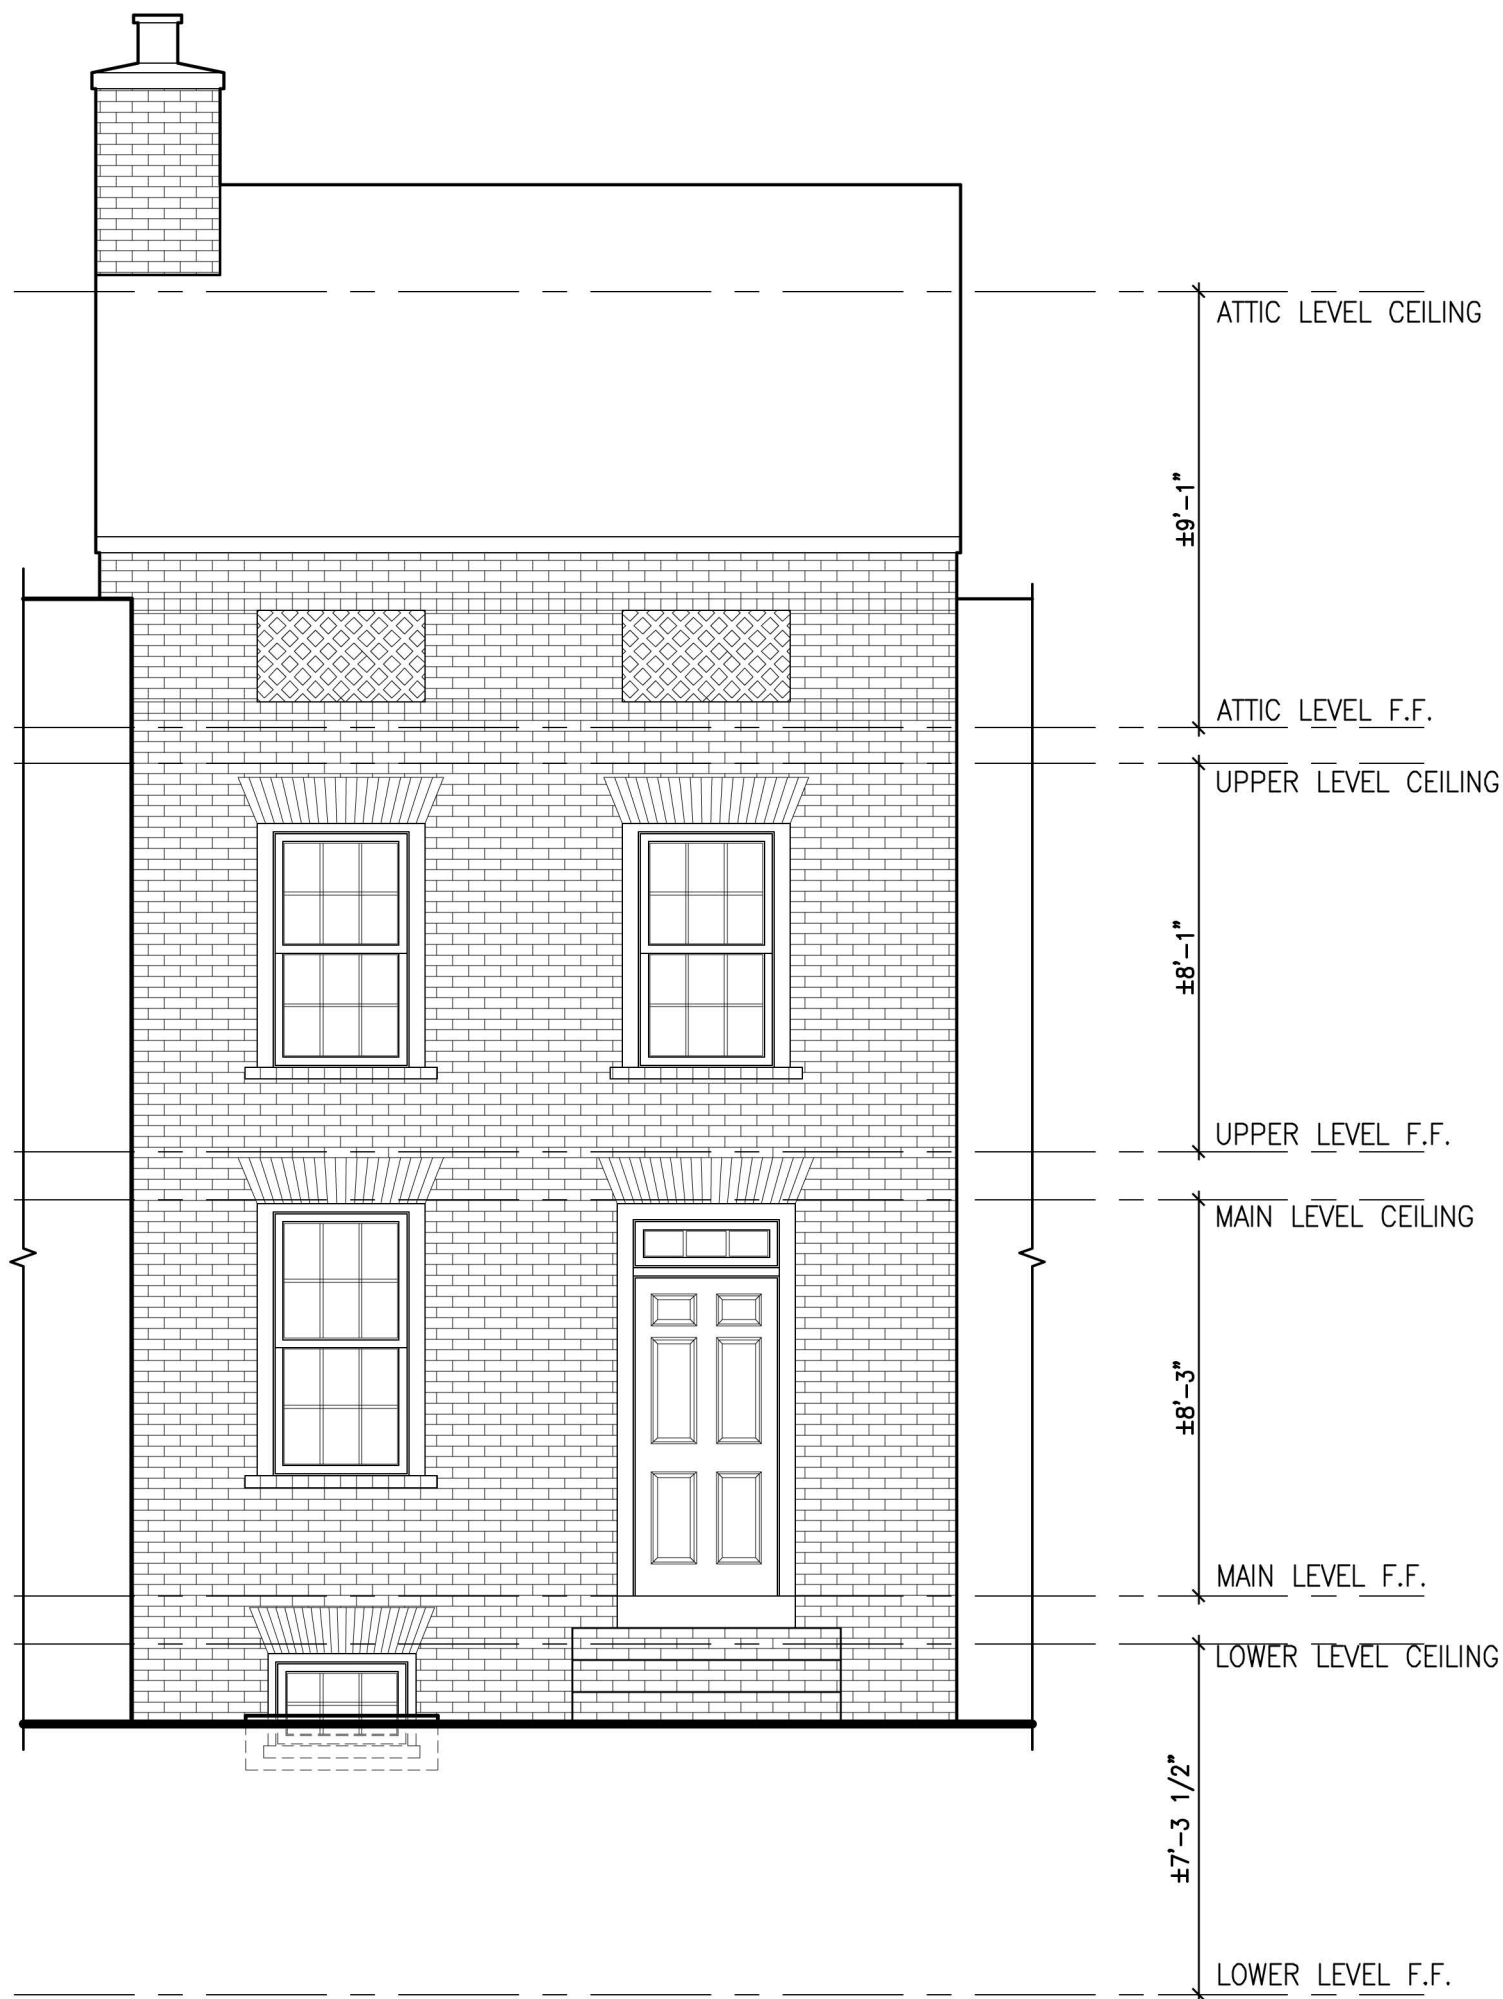 ATTIC LEVEL CEILING
±9'-1"
ATTIC LEVEL F.F.
UPPER LEVEL CEILING
±8'-1"
UPPER LEVEL F.F.
MAIN LEVEL CEILING
±8'-3"
MAIN LEVEL F.F.
LOWER LEVEL CEILING
±7'-3 1/2"
LOWER LEVEL F.F.